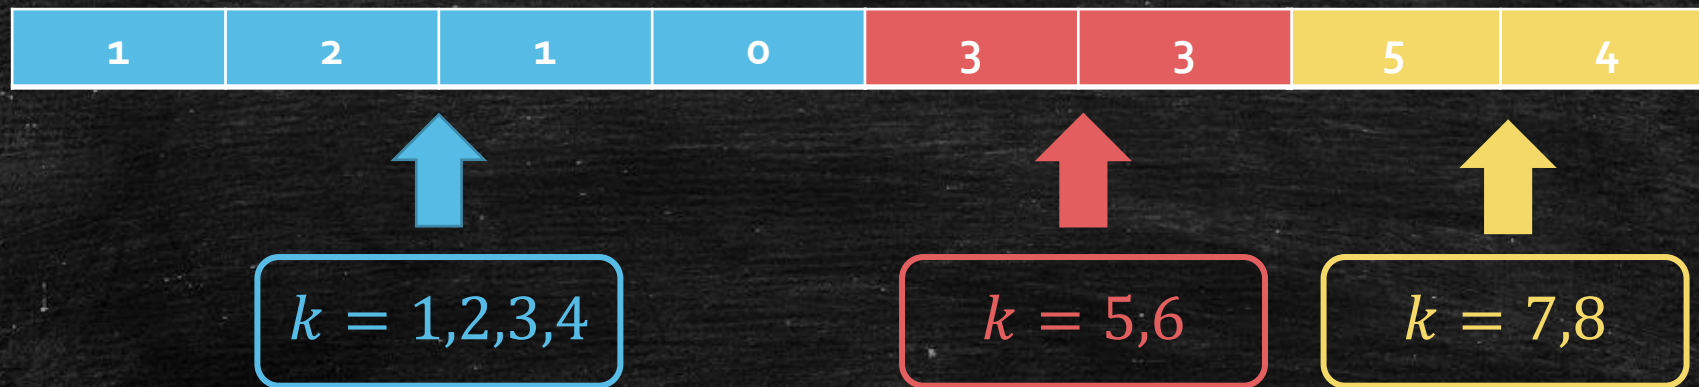 1 2 1 0 3 3 5 4
k = 1,2,3,4 k = 5,6 k = 7,8